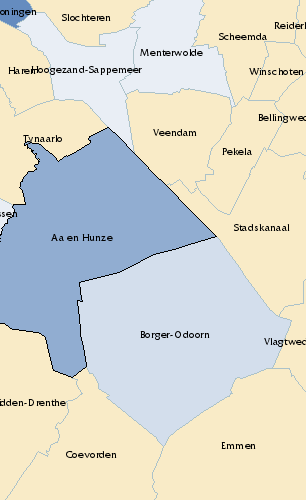 oningen
Slochteren
Reiderl
Scheemda
Menterwolde
Haren
Hoogezand-Sappemeer
Winschoten
Bellingwed
Veendam
Tynaarlo
Pekela
ssen
Stadskanaal
Aa en Hunze
Borger-Odoorn
Vlagtwed
idden-Drenthe
Emmen
Coevorden